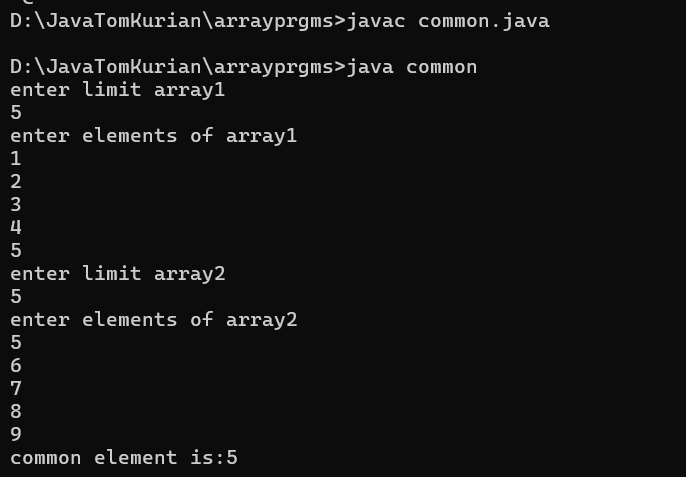 D:\JavaTomKurian\arrayprgms>javac common.java
D:\JavaTomKurian\arrayprgms>java common
enter limit array1
5
enter elements of array1
1
2
3
4
5
enter limit array2
5
enter elements of array2
5
6
7
8
9
common element is:5